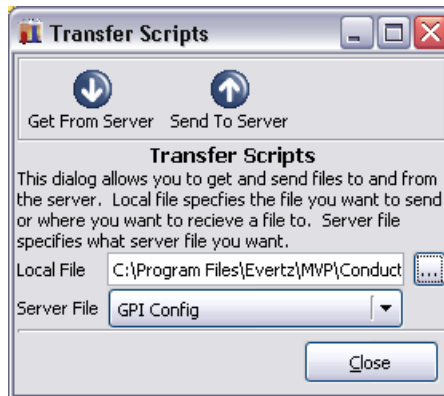 Transfer Scripts
Get From Server Send To Server
Transfer Scripts
This dialog allows you to get and send files to and from
the server. Local file specfies the file you want to send
or where you want to recieve a file to. Server file
specifies what server file you want.
Local File C:\Program Files\Evertz\MVP\Conduct ...
Server File GPI Config
Close